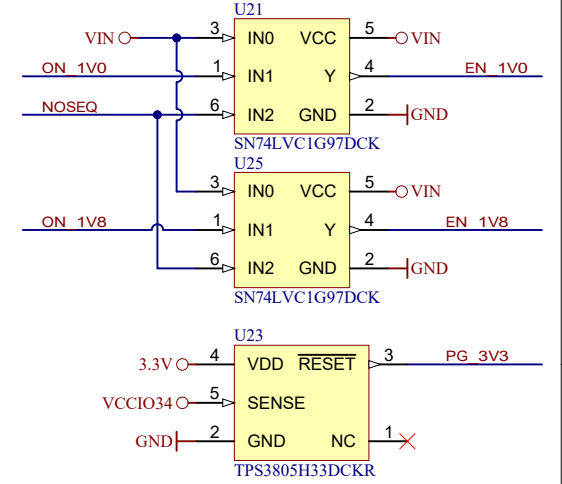 U21
VIN 3 IN0 VCC 5 VIN
ON_1V0 1 IN1 Y 4 EN_1V0
NOSEQ 6 IN2 GND 2 GND
SN74LVC1G97DCK
U25
3 IN0 VCC 5 VIN
ON_1V8 1 IN1 Y 4 EN_1V8
6 IN2 GND 2 GND
SN74LVC1G97DCK
U23
3.3V 4 VDD RESET 3 PG_3V3
VCCIO34 5 SENSE
GND 2 GND NC 1
TPS3805H33DCKR